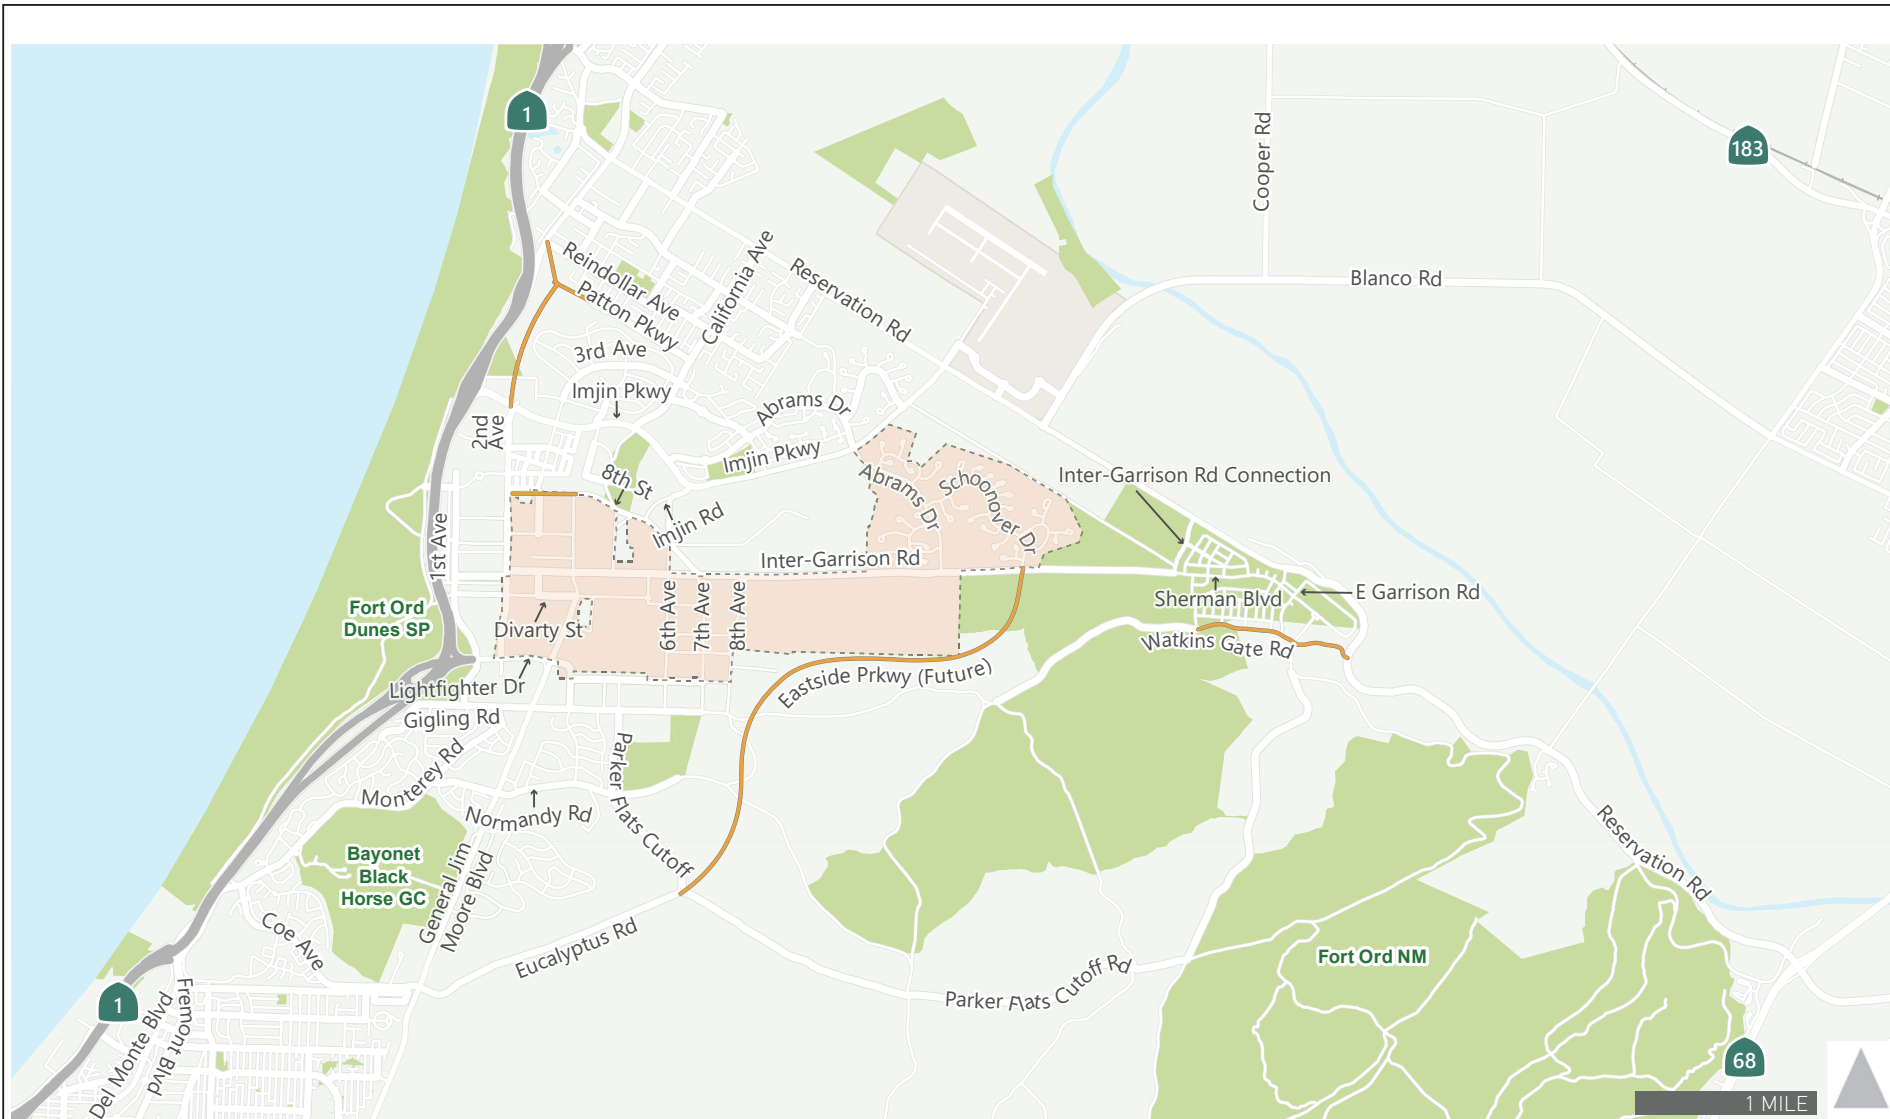 1
183
Cooper Rd
Reindollar Ave
California Ave
Reservation Rd
Blanco Rd
Patton Pkwy
3rd Ave
Imjin Pkwy
Abrams Dr
2nd
Ave
Imjin Pkwy
8th St
Abrams Dr
Schoonover Dr
Inter-Garrison Rd Connection
1st Ave
Imjin Rd
Inter-Garrison Rd
Fort Ord
Dunes SP
Divarty St
6th Ave
7th Ave
8th Ave
Sherman Blvd
E Garrison Rd
Watkins Gate Rd
Lightfighter Dr
Eastside Prkwy (Future)
Gigling Rd
Monterey Rd
Parker Flats Cutoff
Normandy Rd
Reservation Rd
Bayonet
Black
Horse GC
General Jim
Moore Blvd
Coe Ave
Eucalyptus Rd
Fort Ord NM
Parker Flats Cutoff Rd
1
Del Monte Blvd
Fremont Blvd
68
1 MILE